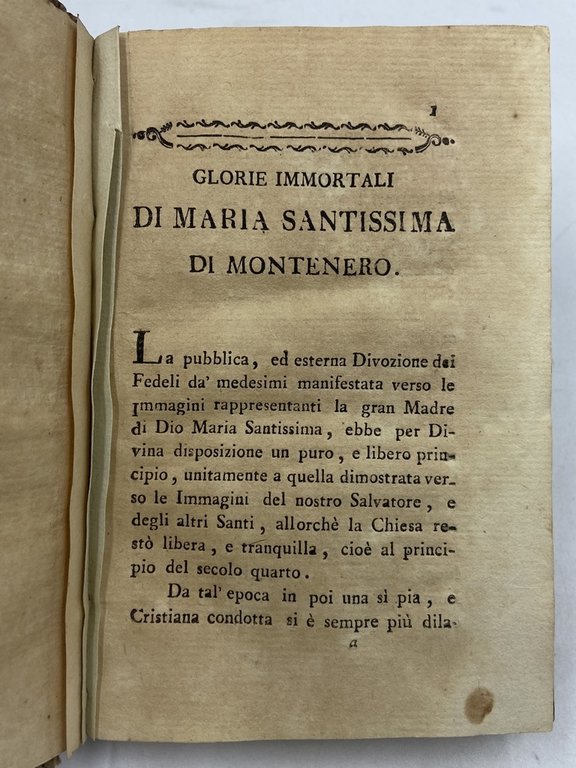 1
GLORIE IMMORTALI
DI MARIA SANTISSIMA
DI MONTENERO.
La pubblica, ed esterna Divozione dei
Fedeli da' medesimi manifestata verso le
Immagini rappresentanti la gran Madre
di Dio Maria Santissima, ebbe per Di-
vina disposizione un puro, e libero prin-
cipio, unitamente a quella dimostrata ver-
so le Immagini del nostro Salvatore, e
degli altri Santi, allorchè la Chiesa re-
stò libera, e tranquilla, cioè al princi-
pio del secolo quarto.
Da tal' epoca in poi una sì pia, e
Cristiana condotta si è sempre più dila-
a